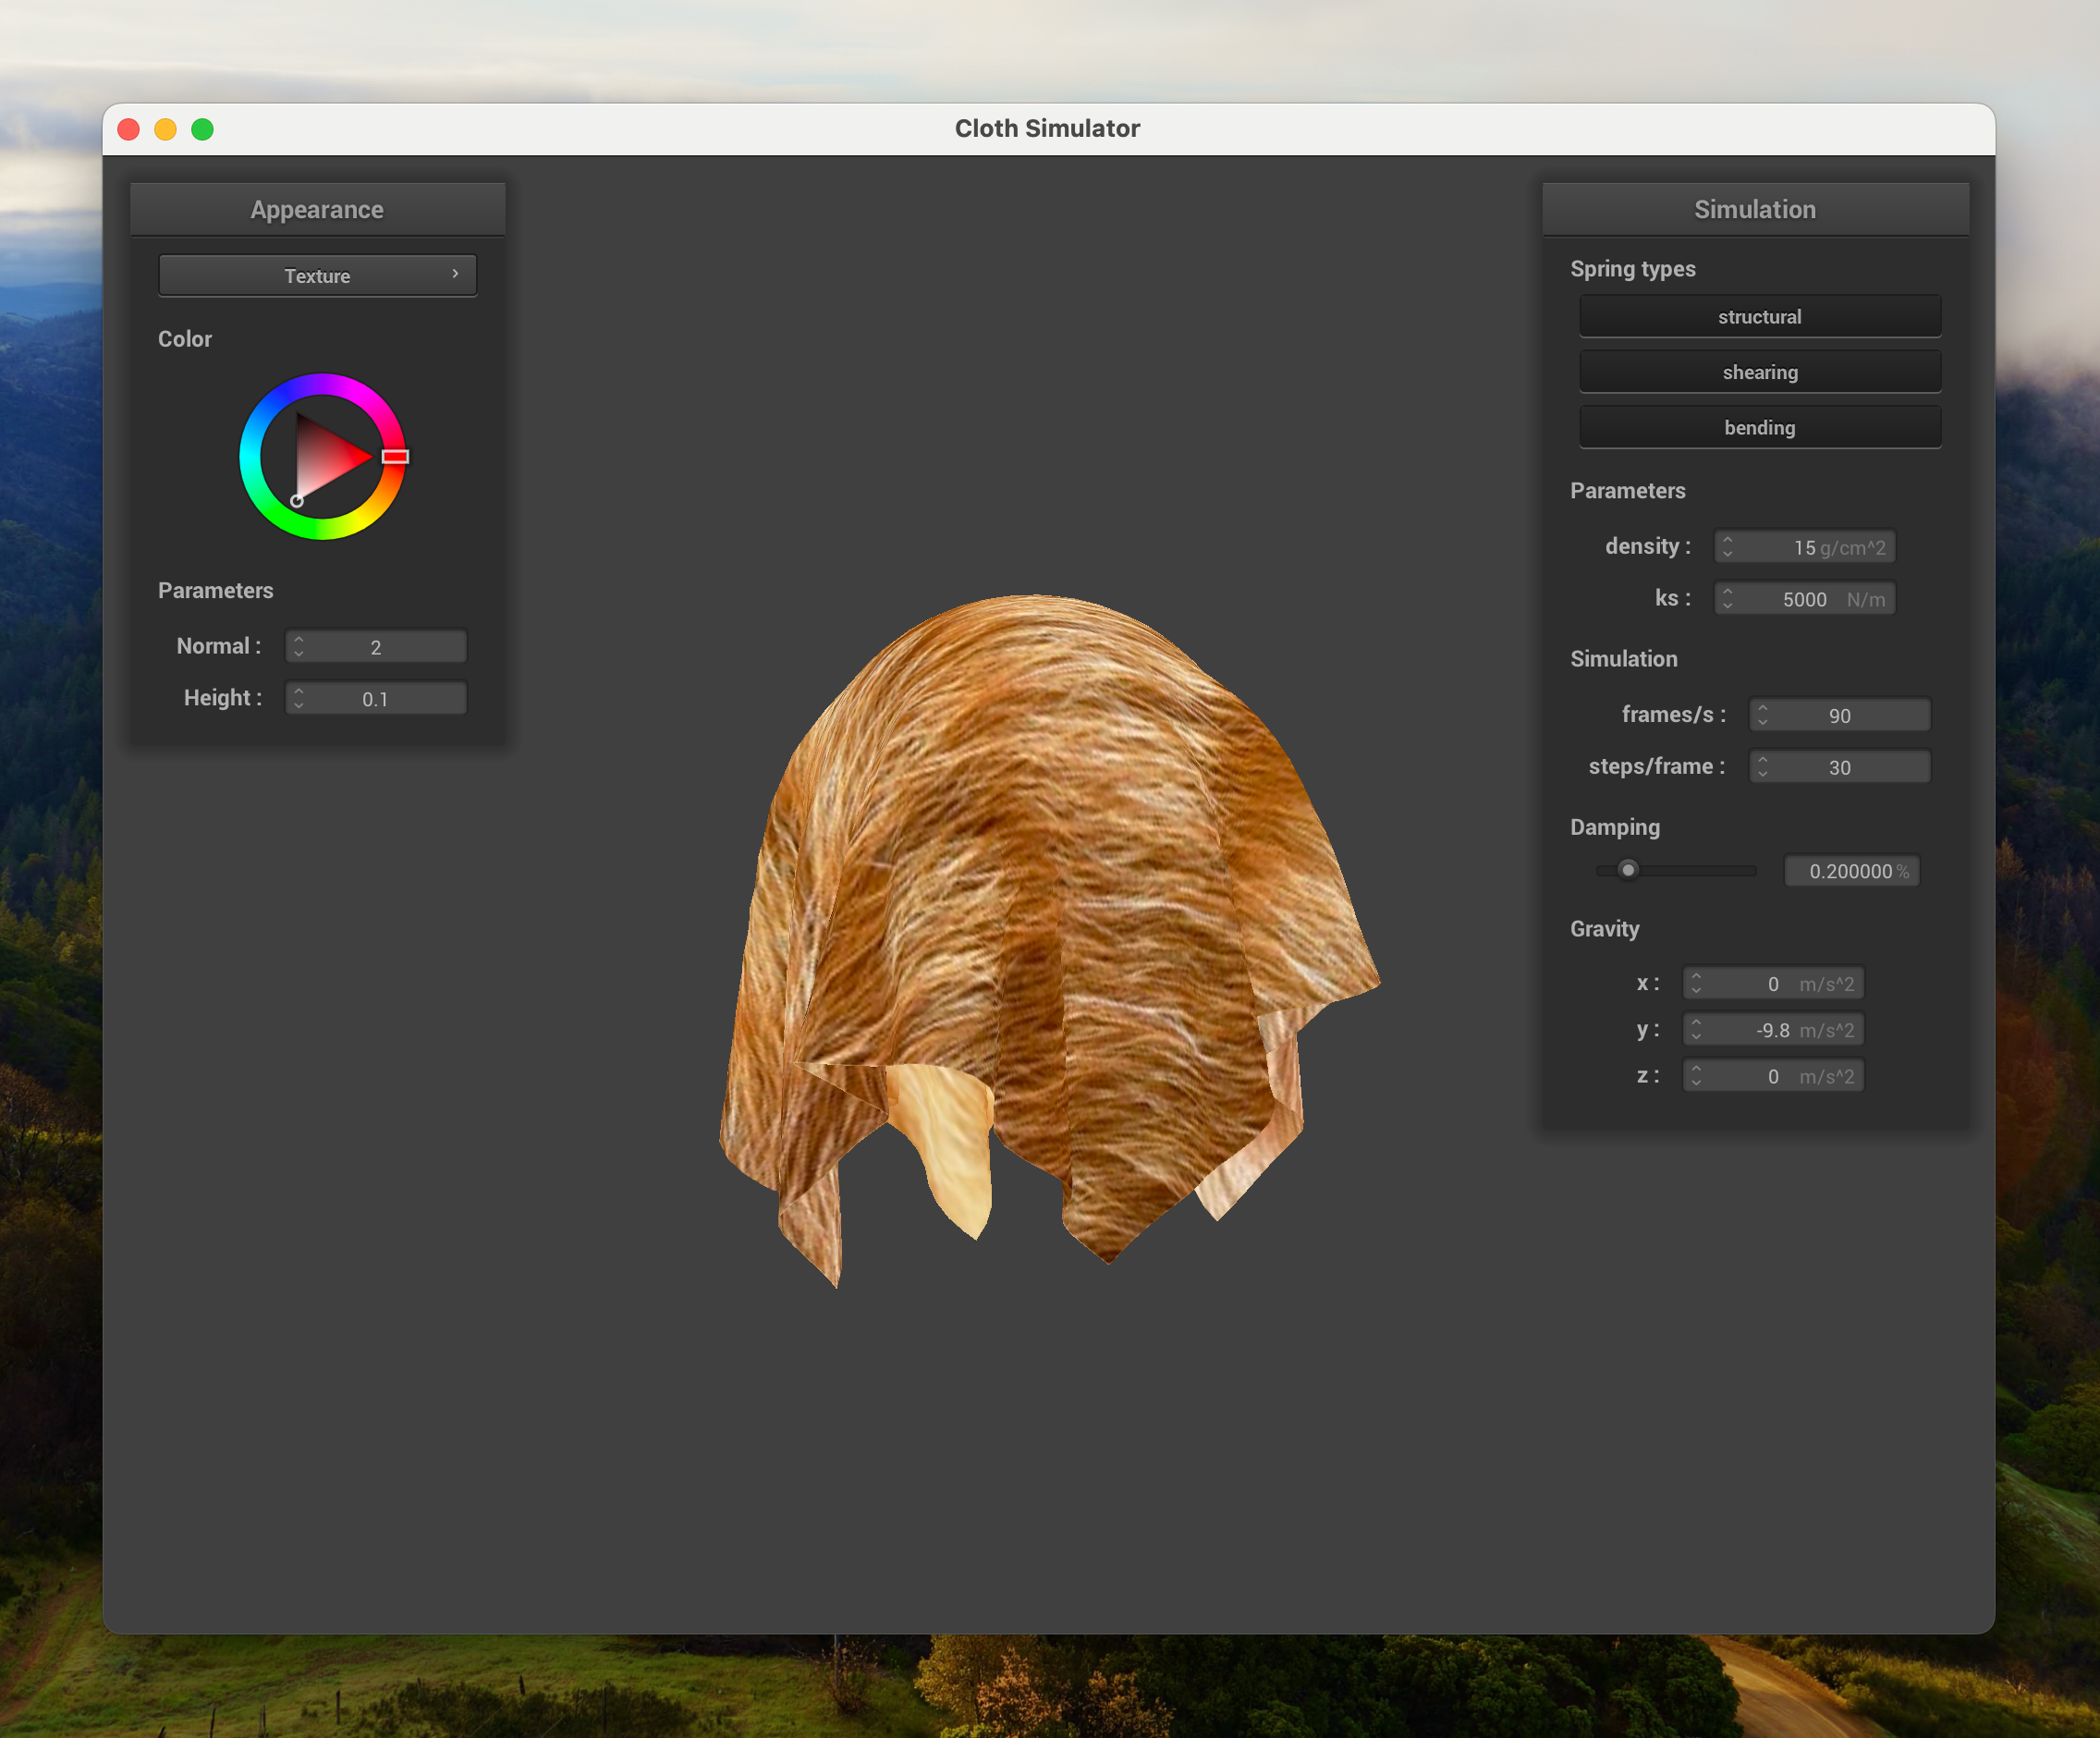 Cloth Simulator
Appearance
Texture ›
Color
Parameters
Normal : 2
Height : 0.1
Simulation
Spring types
structural
shearing
bending
Parameters
density : 15 g/cm^2
ks : 5000 N/m
Simulation
frames/s : 90
steps/frame : 30
Damping
0.200000 %
Gravity
x : 0 m/s^2
y : -9.8 m/s^2
z : 0 m/s^2